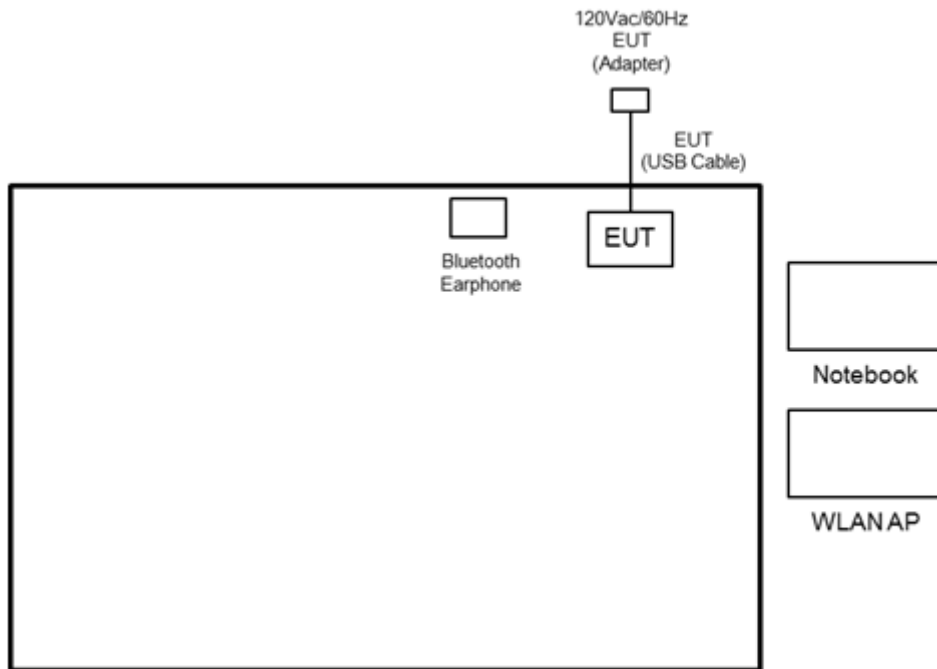 120Vac/60Hz
EUT
(Adapter)
EUT
(USB Cable)
EUT
Bluetooth
Earphone
Notebook
WLAN AP